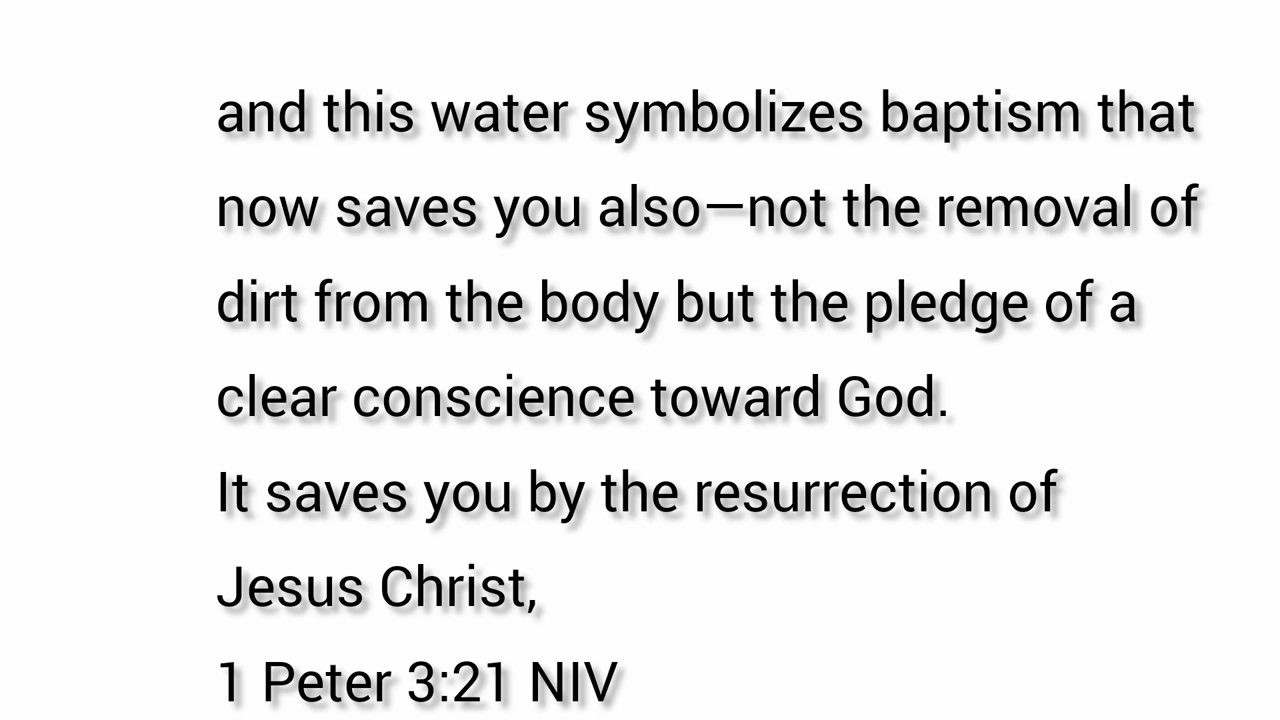 and this water symbolizes baptism that
now saves you also—not the removal of
dirt from the body but the pledge of a
clear conscience toward God.
It saves you by the resurrection of
Jesus Christ,
1 Peter 3:21 NIV